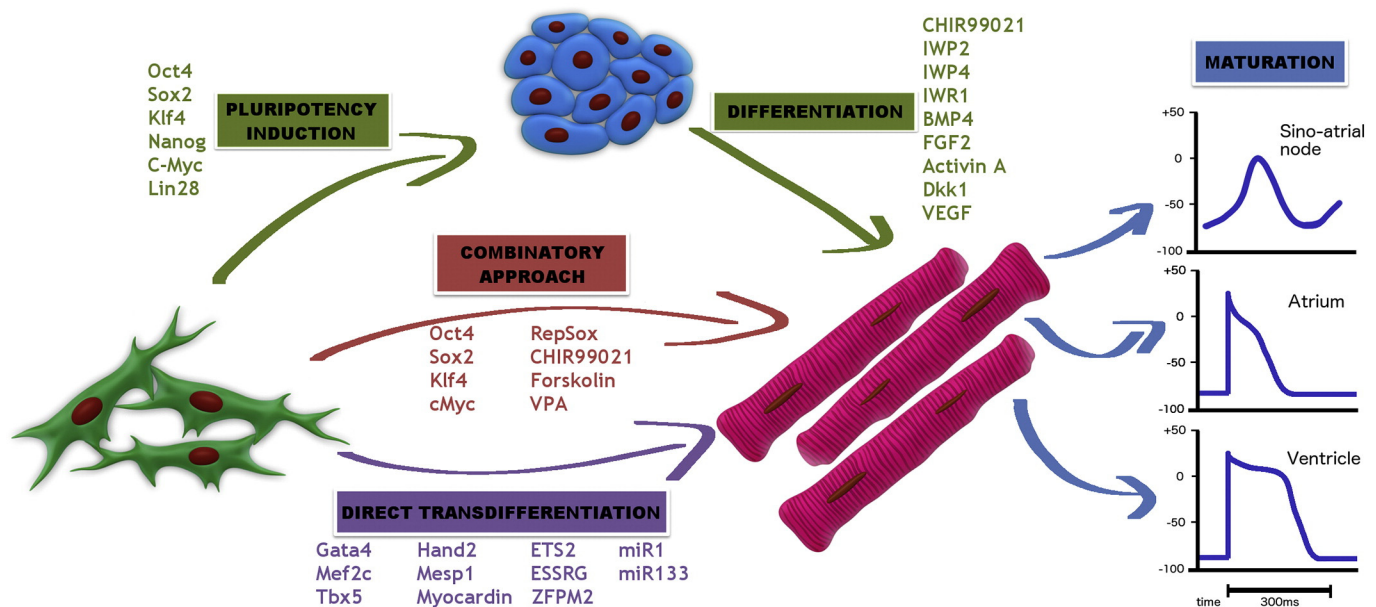 Oct4
Sox2
Klf4
Nanog
C-Myc
Lin28
PLURIPOTENCY
INDUCTION
DIFFERENTIATION
CHIR99021
IWP2
IWP4
IWR1
BMP4
FGF2
Activin A
Dkk1
VEGF
COMBINATORY
APPROACH
Oct4 RepSox
Sox2 CHIR99021
Klf4 Forskolin
cMyc VPA
DIRECT TRANSDIFFERENTIATION
Gata4 Hand2 ETS2 miR1
Mef2c Mesp1 ESSRG miR133
Tbx5 Myocardin ZFPM2
MATURATION
+50
0
-50
-100
Sino-atrial
node
+50
0
-50
-100
Atrium
+50
0
-50
-100
Ventricle
time 300ms